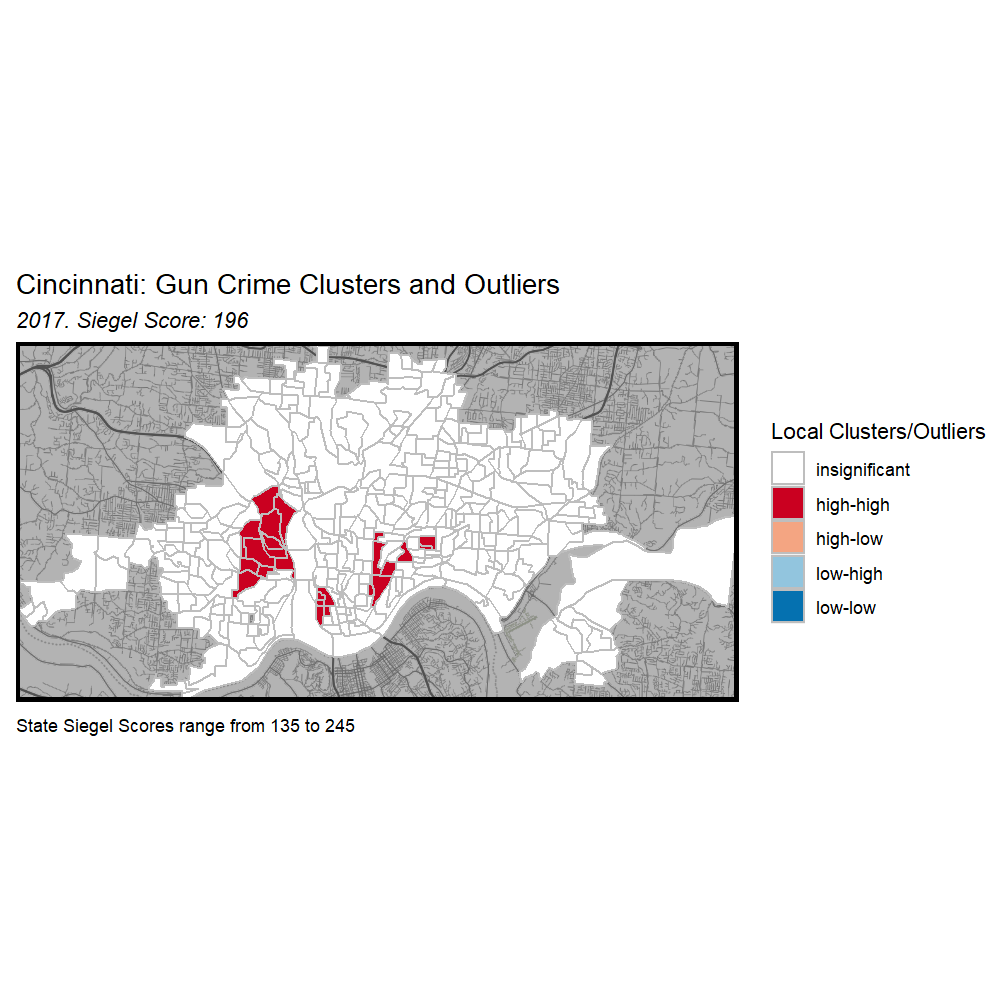 Cincinnati: Gun Crime Clusters and Outliers
2017. Siegel Score: 196
Local Clusters/Outliers
insignificant
high-high
high-low
low-high
low-low
State Siegel Scores range from 135 to 245